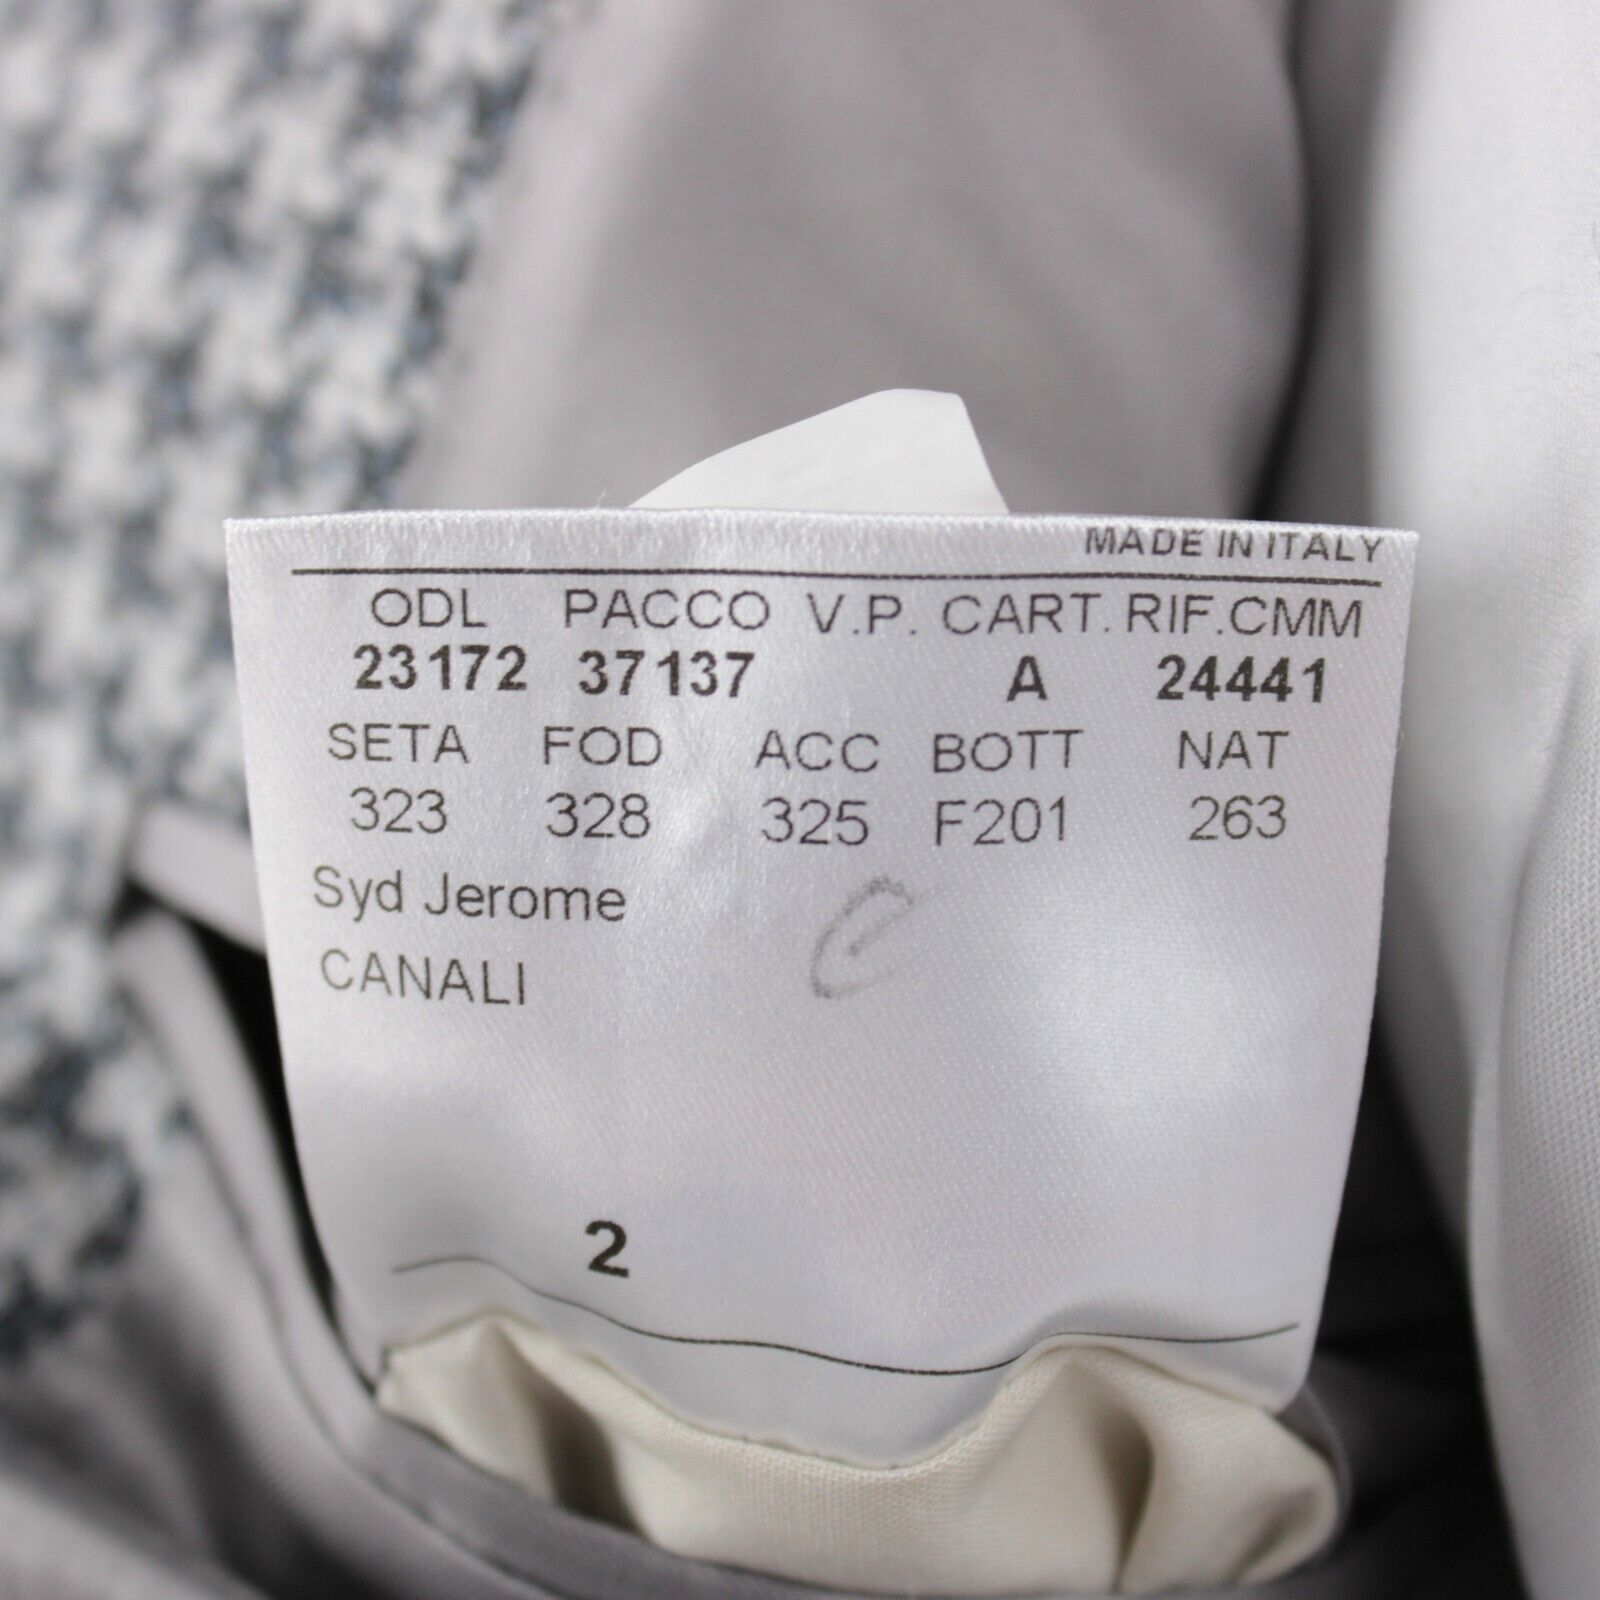 MADE IN ITALY
ODL PACCO V.P. CART. RIF.CMM
23172 37137 A 24441
SETA FOD ACC BOTT NAT
323 328 325 F201 263
Syd Jerome
CANALI
2